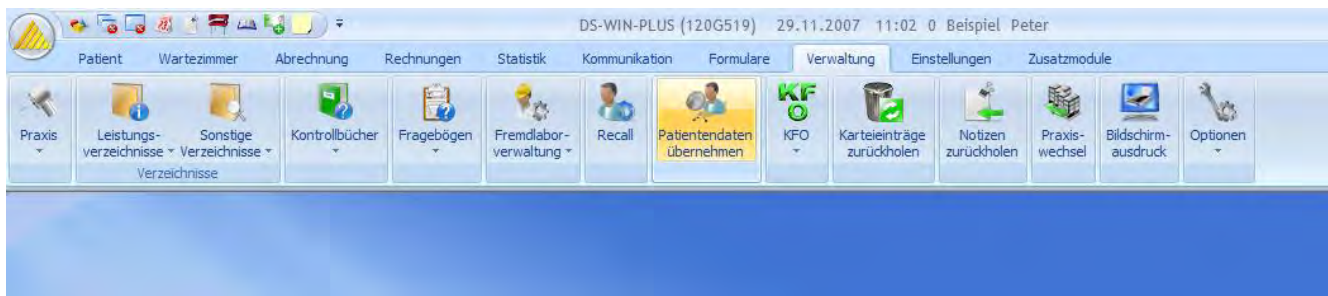 DS-WIN-PLUS (120G519) 29.11.2007 11:02 0 Beispiel Peter
Patient Wartezimmer Abrechnung Rechnungen Statistik Kommunikation Formulare Verwaltung Einstellungen Zusatzmodule
KF
O
Praxis
Leistungs-
verzeichnisse
Sonstige
Verzeichnisse
Kontrollbücher
Fragebögen
Fremdlabor-
verwaltung
Recall
Patientendaten
übernehmen
KFO
Karteieinträge
zurückholen
Notizen
zurückholen
Praxis-
wechsel
Bildschirm-
ausdruck
Optionen
Verzeichnisse